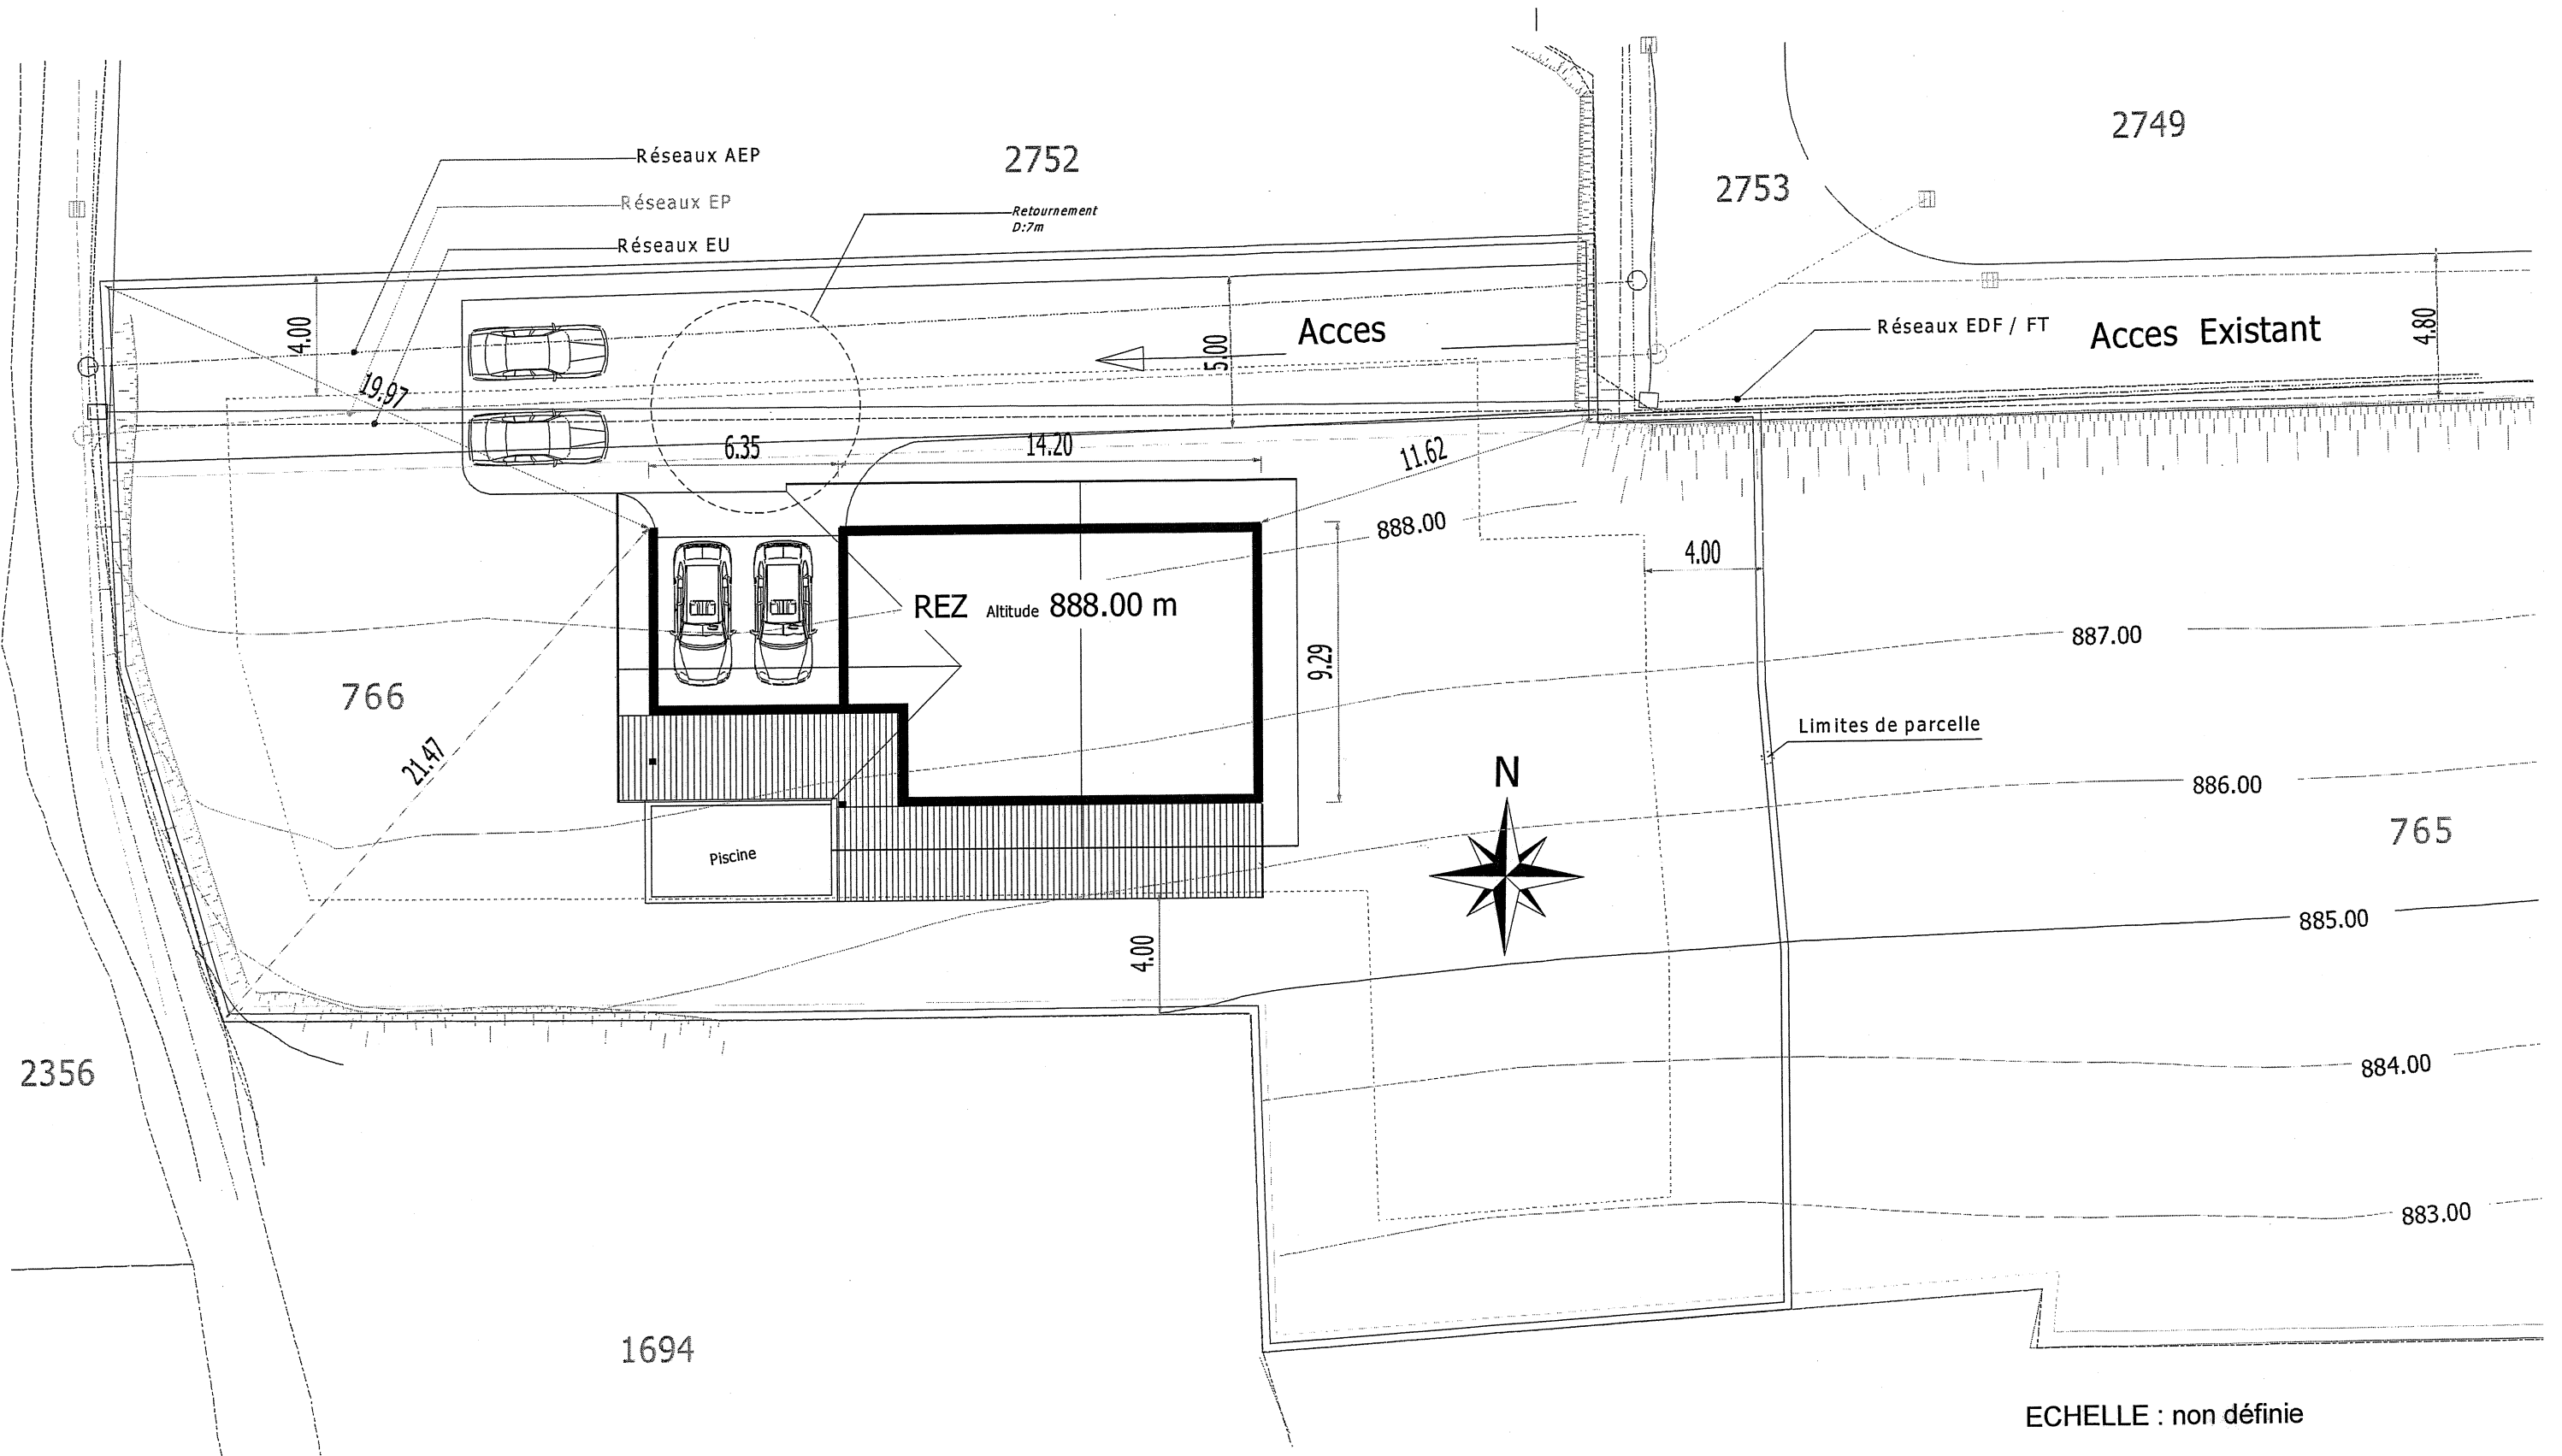 2749
Réseaux AEP
2752
2753
Réseaux EP
Retournement
D:7m
Réseaux EU
4.00
5.00
Acces
Réseaux EDF / FT
Acces Existant
4.80
19.97
6.35
14.20
11.62
888.00
4.00
REZ Altitude 888.00 m
887.00
9.29
766
Limites de parcelle
21.47
N
886.00
765
Piscine
885.00
4.00
2356
884.00
883.00
1694
ECHELLE : non définie